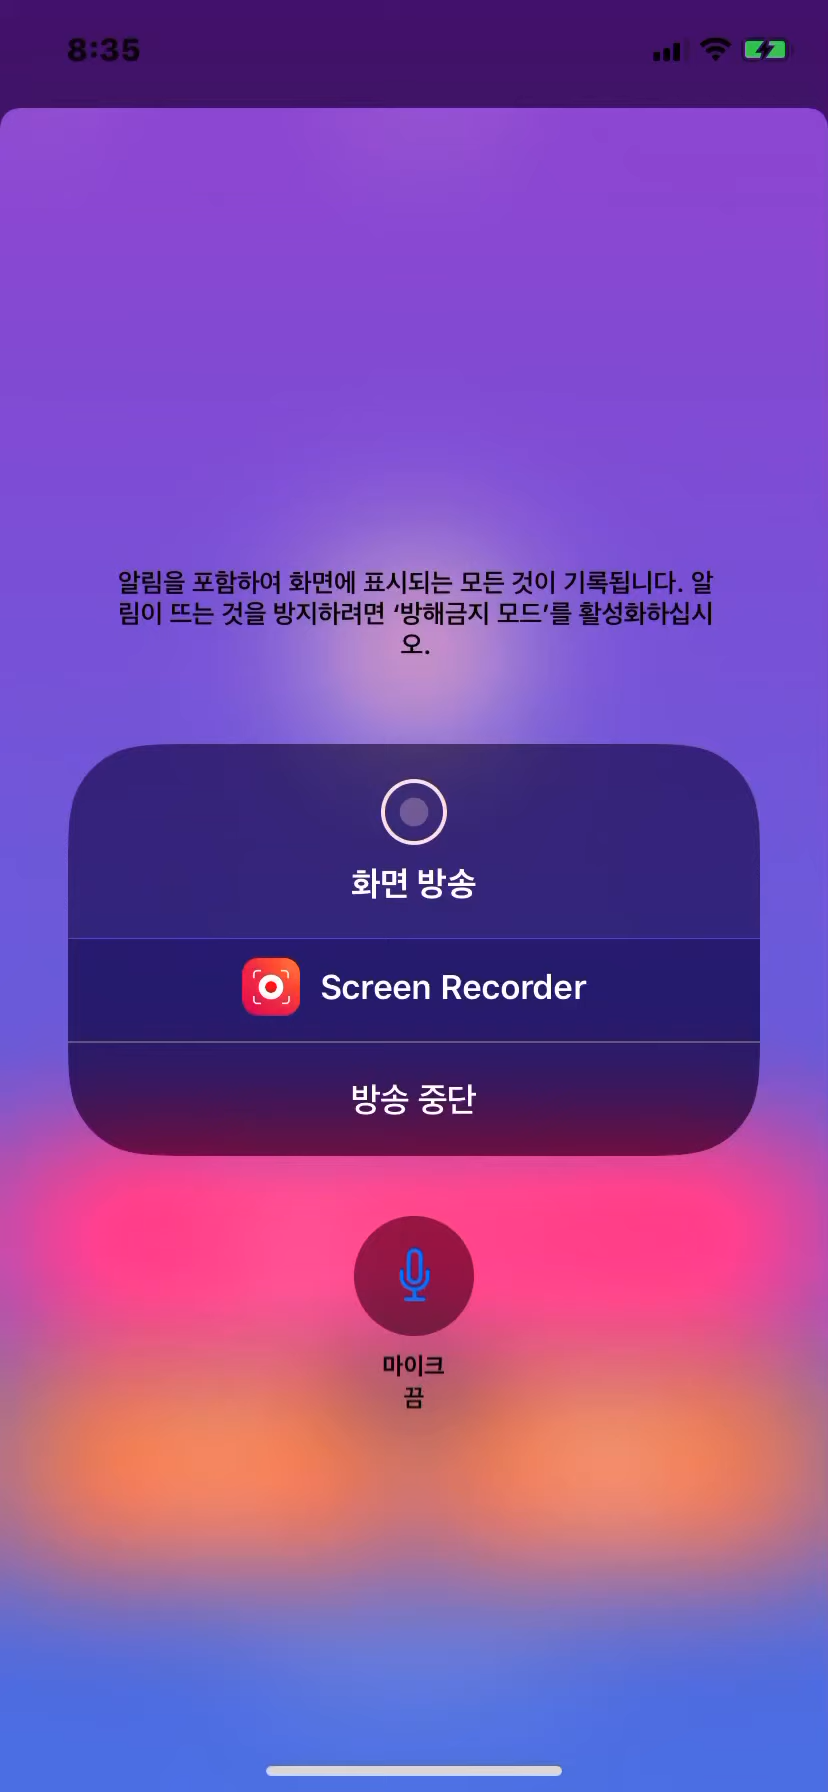 8:35
알림을 포함하여 화면에 표시되는 모든 것이 기록됩니다. 알
림이 뜨는 것을 방지하려면 ‘방해금지 모드’를 활성화하십시
오.
화면 방송
Screen Recorder
방송 중단
마이크
끔